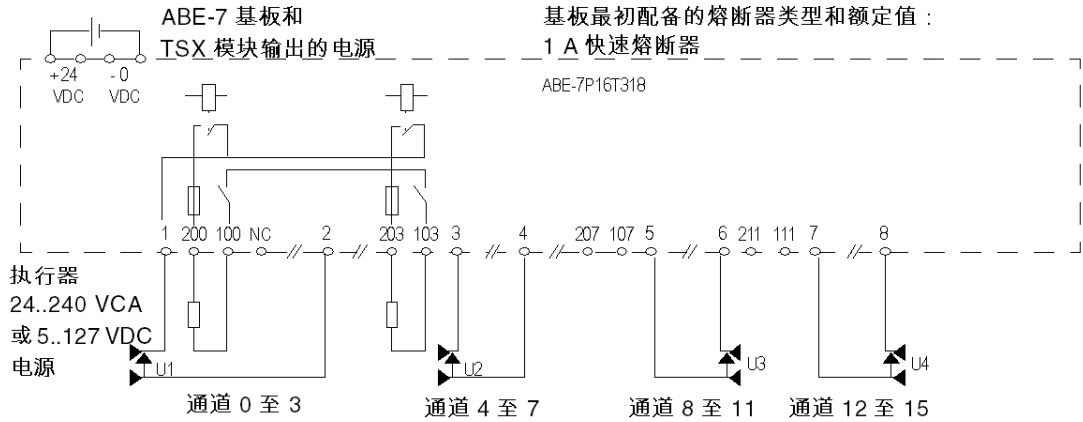 ABE-7 基板和
TSX 模块输出的电源
基板最初配备的熔断器类型和额定值:
1 A 快速熔断器
+24 VDC
- 0 VDC
ABE-7P16T318
1 200 100 NC 2 203 103 3 4 207 107 5 6 211 111 7 8
执行器
24..240 VCA
或 5..127 VDC
电源
U1 U2 U3 U4
通道 0 至 3 通道 4 至 7 通道 8 至 11 通道 12 至 15